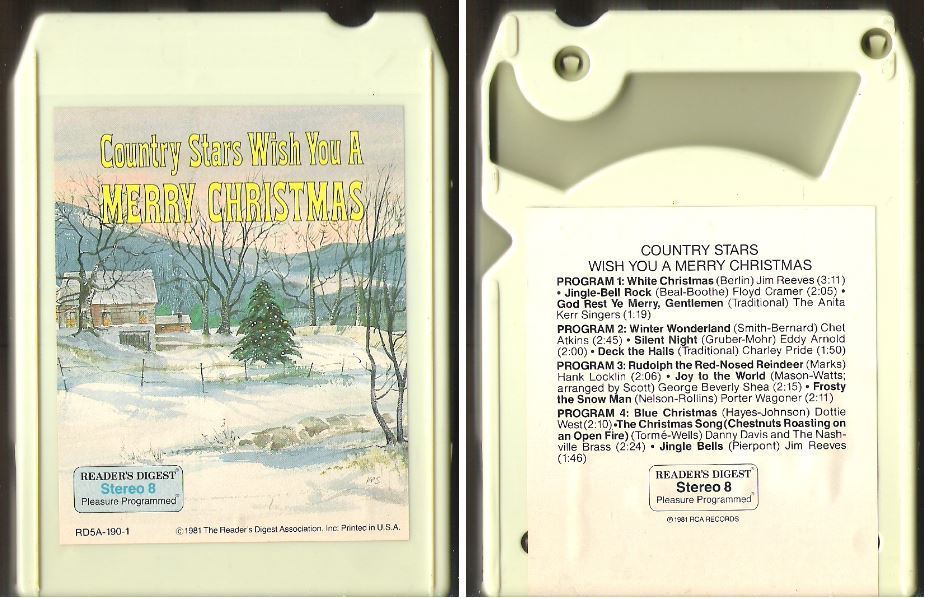 Country Stars Wish You A
MERRY CHRISTMAS
MS
READER'S DIGEST®
Stereo 8
Pleasure Programmed®
RD5A-190-1
©1981 The Reader's Digest Association. Inc. Printed in U.S.A.
COUNTRY STARS
WISH YOU A MERRY CHRISTMAS
PROGRAM 1: White Christmas (Berlin) Jim Reeves (3:11)
• Jingle-Bell Rock (Beal-Boothe) Floyd Cramer (2:05) •
God Rest Ye Merry, Gentlemen (Traditional) The Anita
Kerr Singers (1:19)
PROGRAM 2: Winter Wonderland (Smith-Bernard) Chet
Atkins (2:45) • Silent Night (Gruber-Mohr) Eddy Arnold
(2:00) • Deck the Halls (Traditional) Charley Pride (1:50)
PROGRAM 3: Rudolph the Red-Nosed Reindeer (Marks)
Hank Locklin (2:06) • Joy to the World (Mason-Watts;
arranged by Scott) George Beverly Shea (2:15) • Frosty
the Snow Man (Nelson-Rollins) Porter Wagoner (2:11)
PROGRAM 4: Blue Christmas (Hayes-Johnson) Dottie
West(2:10)•The Christmas Song(Chestnuts Roasting on
an Open Fire) (Tormé-Wells) Danny Davis and The Nash-
ville Brass (2:24) • Jingle Bells (Pierpont) Jim Reeves
(1:46)
READER'S DIGEST®
Stereo 8
Pleasure Programmed®
℗1981 RCA RECORDS